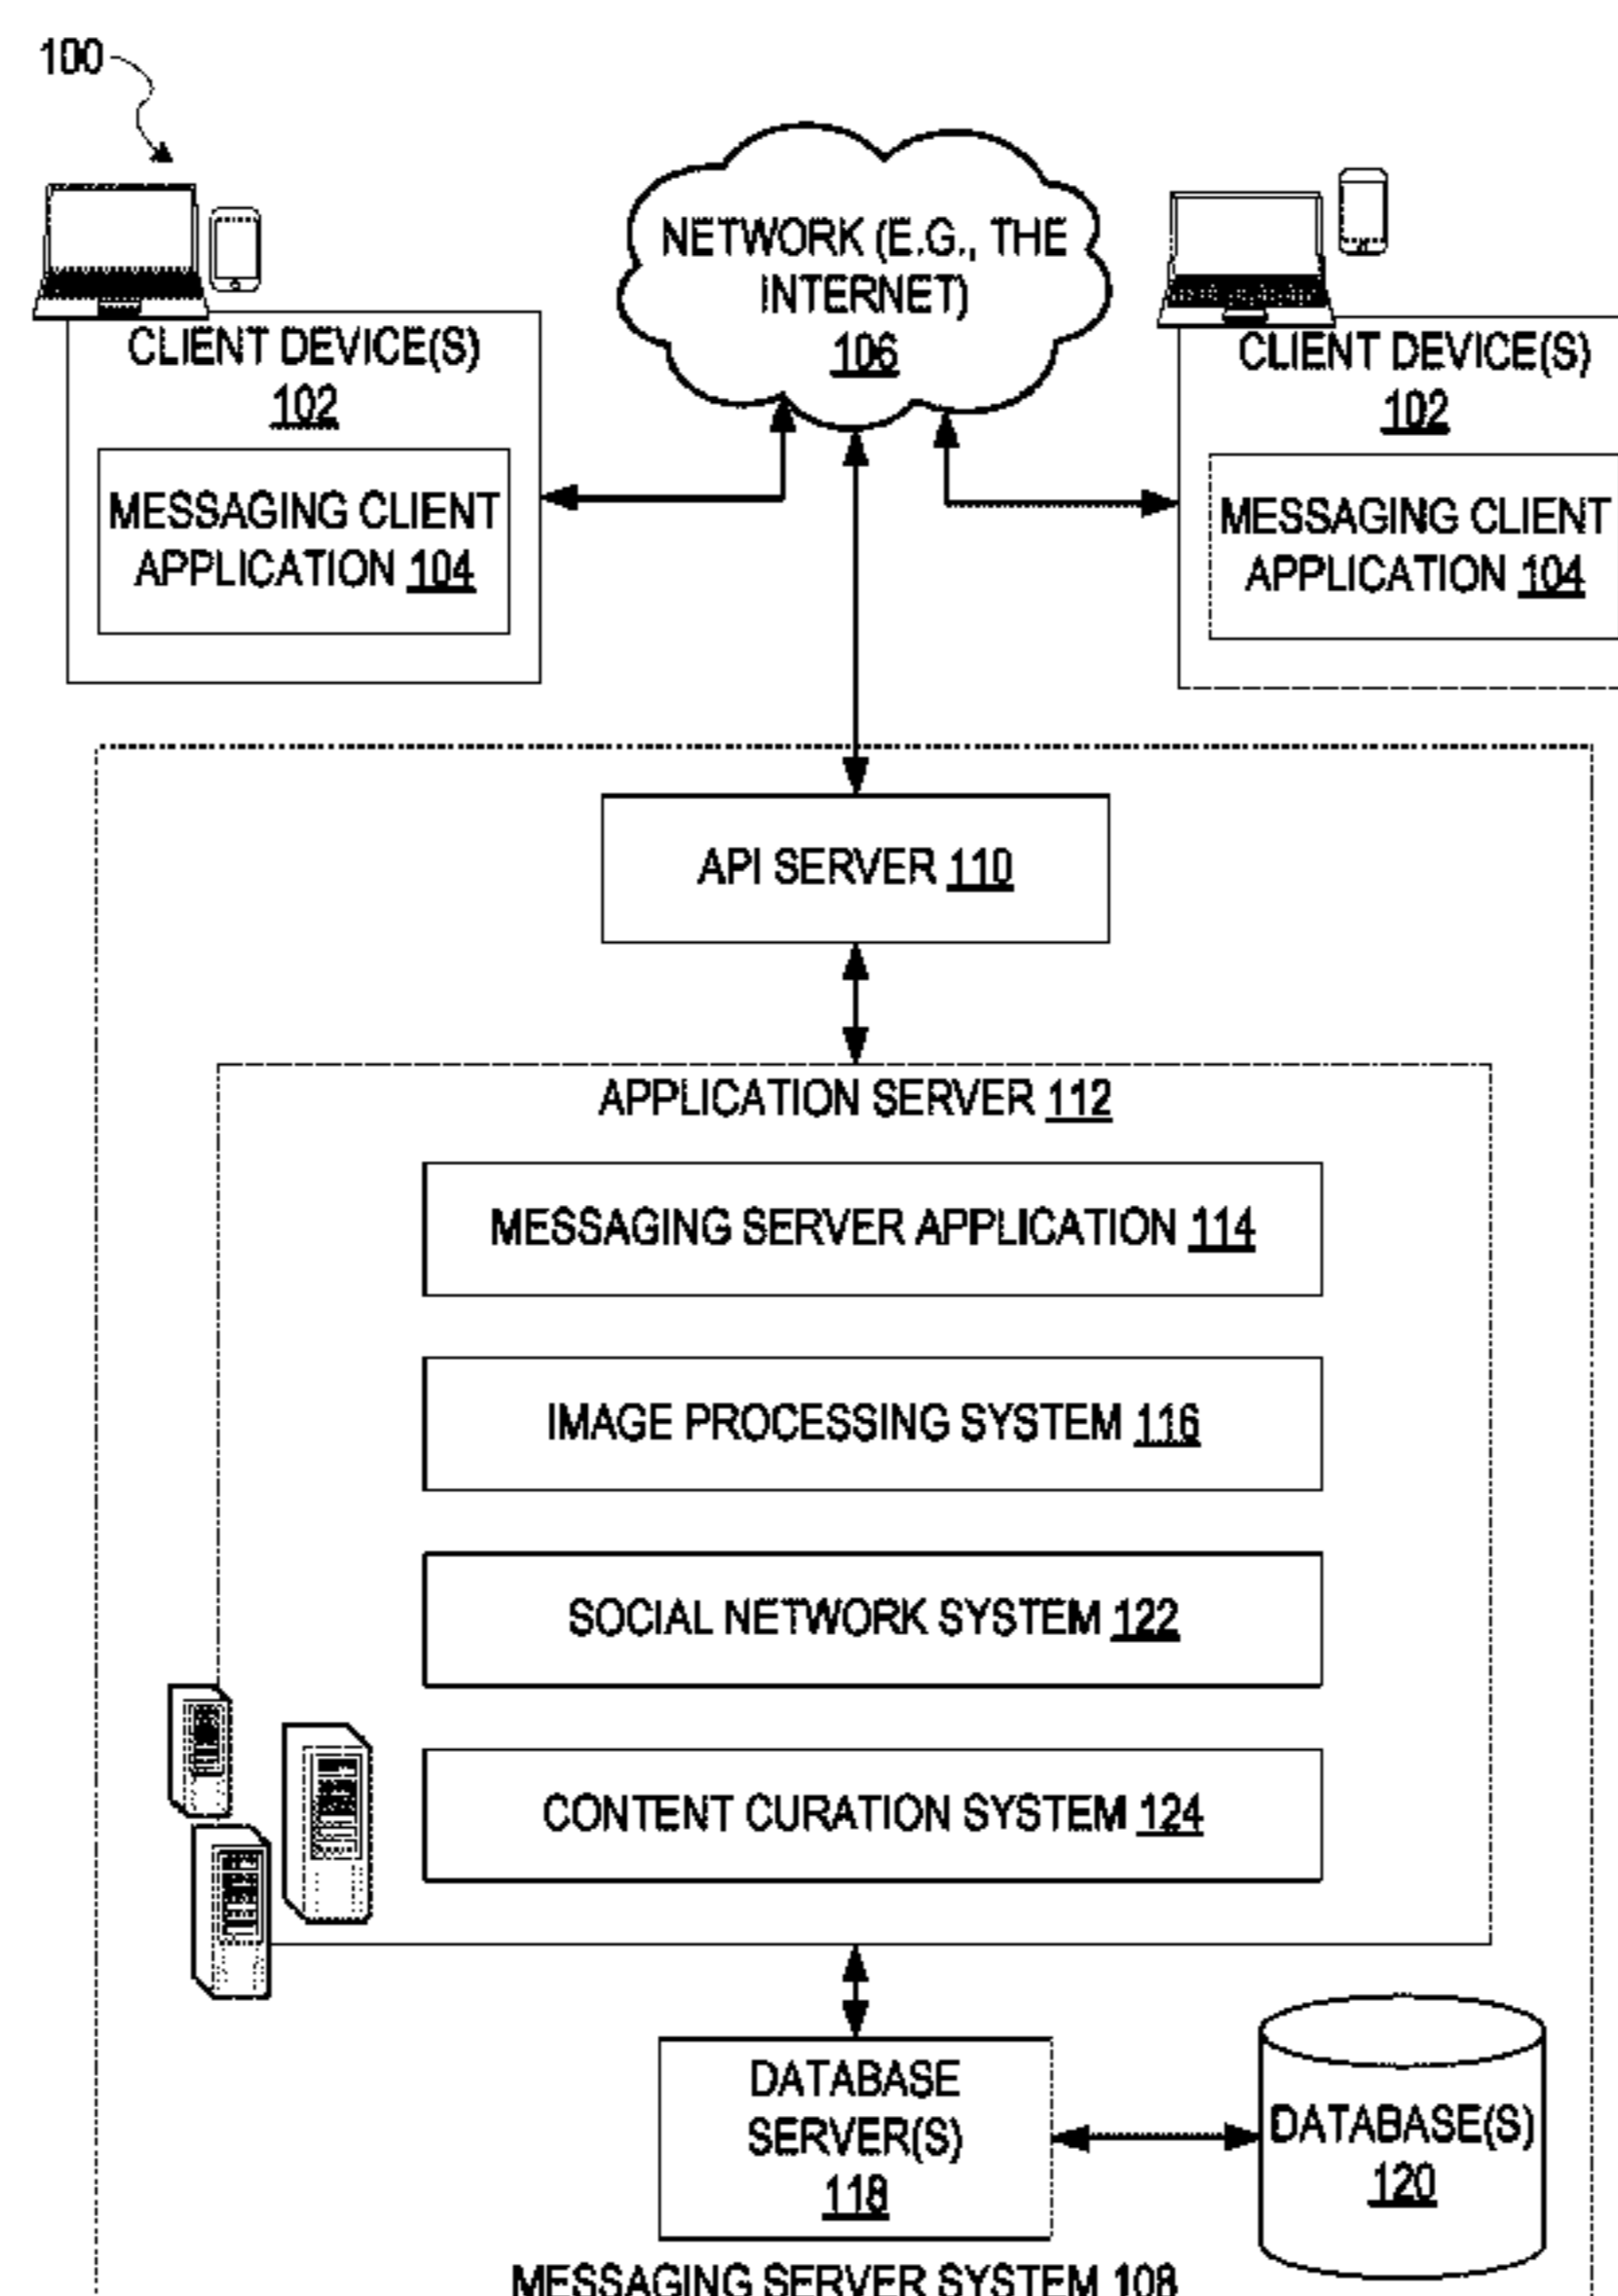 100
NETWORK (E.G., THE
INTERNET)
106
CLIENT DEVICE(S)
102
MESSAGING CLIENT
APPLICATION 104
CLIENT DEVICE(S)
102
MESSAGING CLIENT
APPLICATION 104
API SERVER 110
APPLICATION SERVER 112
MESSAGING SERVER APPLICATION 114
IMAGE PROCESSING SYSTEM 116
SOCIAL NETWORK SYSTEM 122
CONTENT CURATION SYSTEM 124
DATABASE
SERVER(S)
118
DATABASE(S)
120
MESSAGING SERVER SYSTEM 108